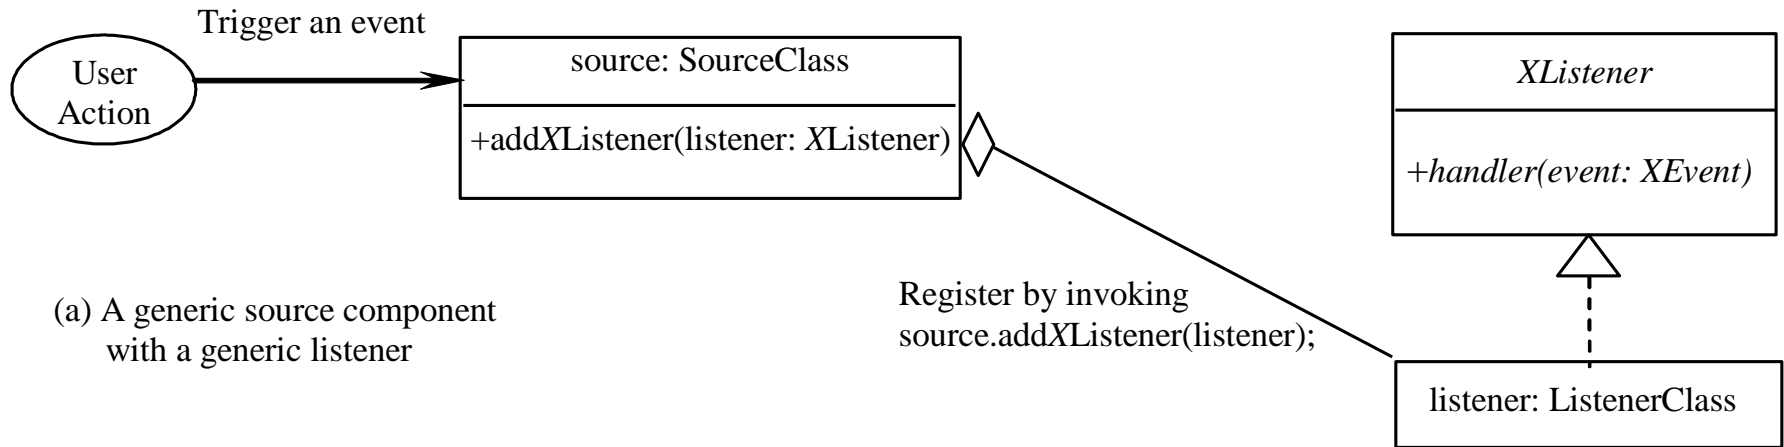 Trigger an event
User
Action
source: SourceClass
+addXListener(listener: XListener)
XListener
+handler(event: XEvent)
Register by invoking
source.addXListener(listener);
(a) A generic source component
with a generic listener
listener: ListenerClass